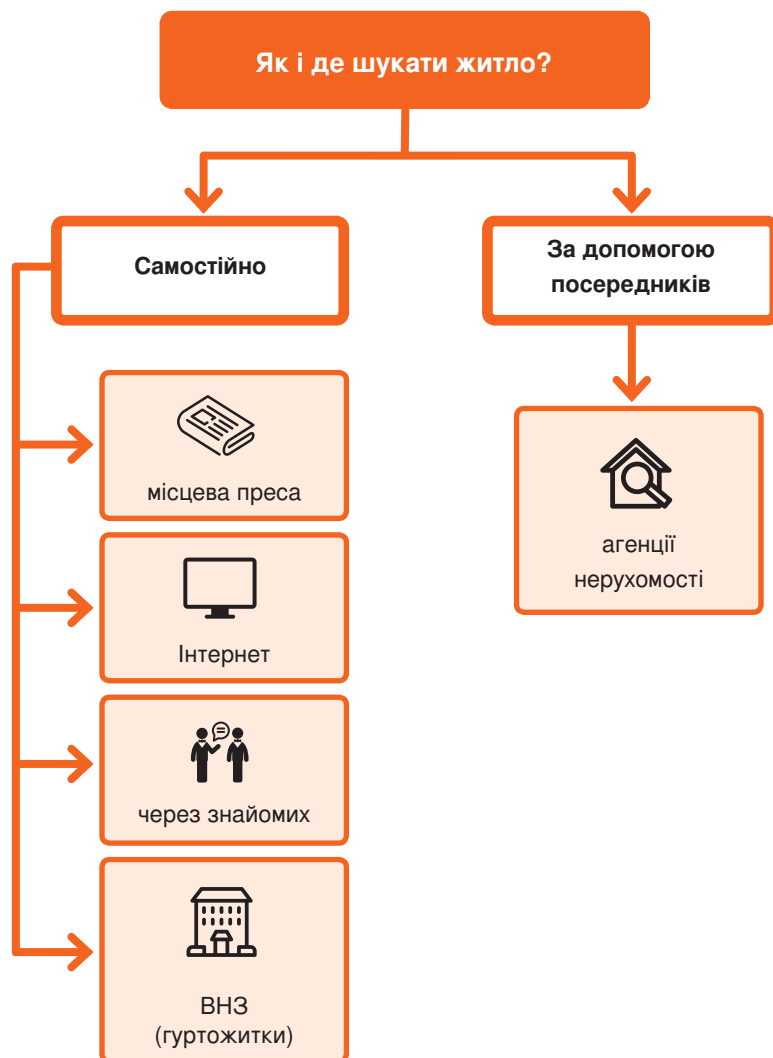 Як і де шукати житло?
Самостійно
За допомогою
посередників
місцева преса
Інтернет
через знайомих
ВНЗ
(гуртожитки)
агенції
нерухомості